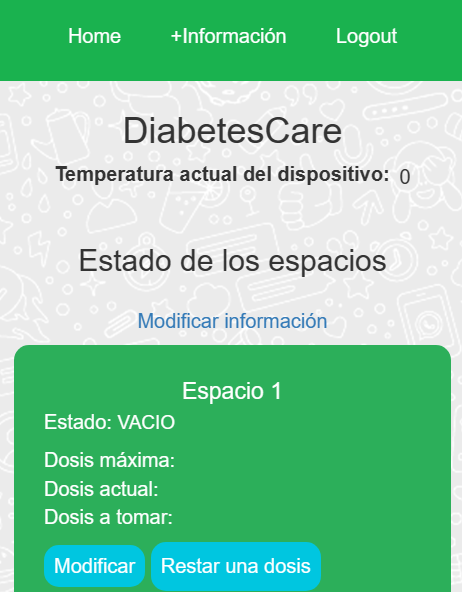 Home +Información Logout
DiabetesCare
Temperatura actual del dispositivo: 0
Estado de los espacios
Modificar información
Espacio 1
Estado: VACIO
Dosis máxima:
Dosis actual:
Dosis a tomar:
Modificar Restar una dosis